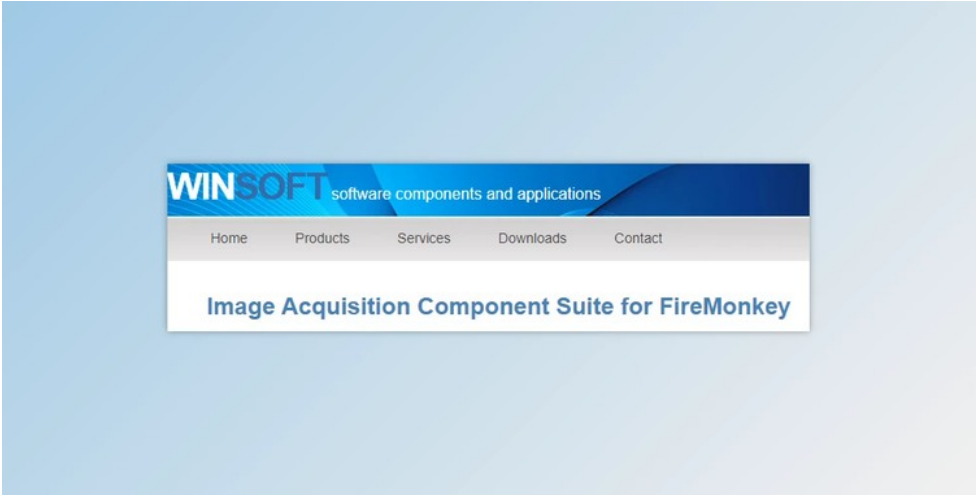 WINSOFT software components and applications
Home Products Services Downloads Contact
Image Acquisition Component Suite for FireMonkey